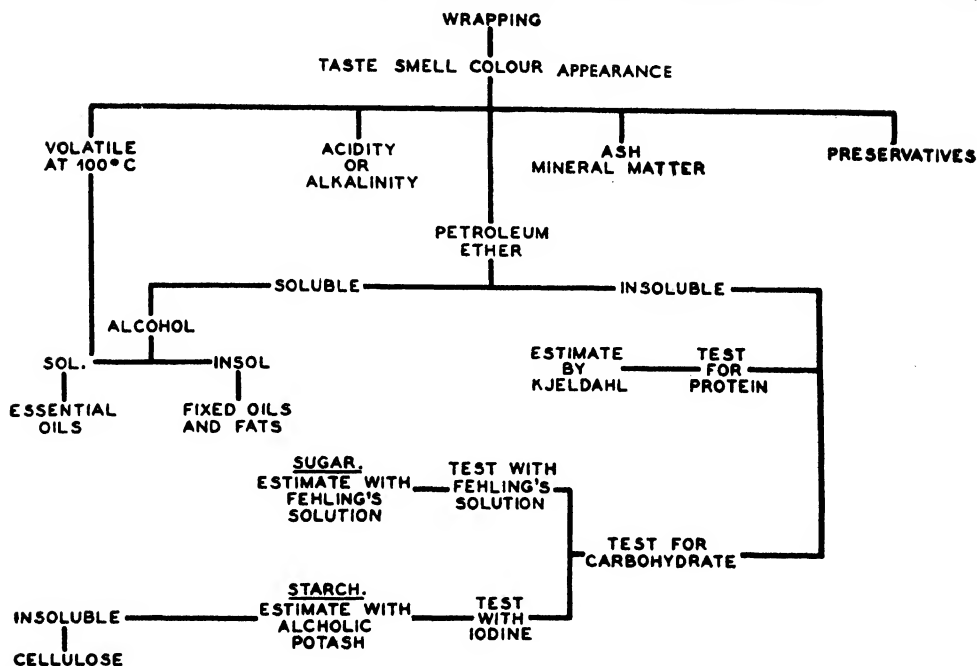 WRAPPING
TASTE SMELL COLOUR APPEARANCE
VOLATILE
AT 100°C
ACIDITY
OR
ALKALINITY
ASH
MINERAL MATTER
PRESERVATIVES
PETROLEUM
ETHER
SOLUBLE
INSOLUBLE
ALCOHOL
SOL.
INSOL
ESSENTIAL
OILS
FIXED OILS
AND FATS
ESTIMATE
BY
KJELDAHL
TEST
FOR
PROTEIN
SUGAR.
ESTIMATE WITH
FEHLING'S
SOLUTION
TEST WITH
FEHLING'S
SOLUTION
TEST FOR
CARBOHYDRATE
STARCH.
ESTIMATE WITH
ALCHOLIC
POTASH
TEST
WITH
IODINE
INSOLUBLE
CELLULOSE